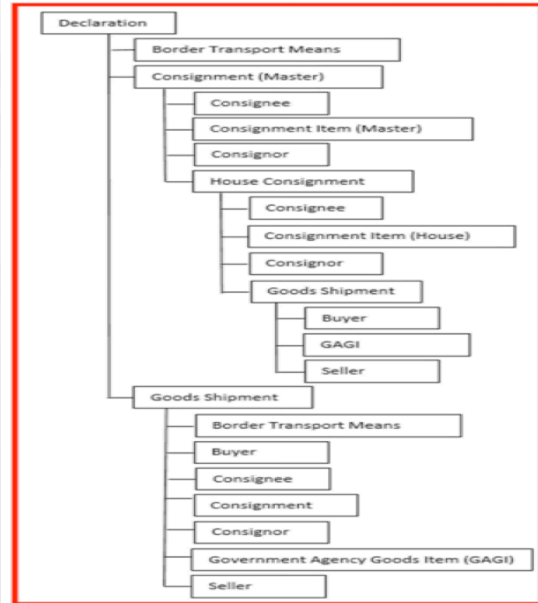 Declaration
Border Transport Means
Consignment (Master)
Consignee
Consignment Item (Master)
Consignor
House Consignment
Consignee
Consignment Item (House)
Consignor
Goods Shipment
Buyer
GAGI
Seller
Goods Shipment
Border Transport Means
Buyer
Consignee
Consignment
Consignor
Government Agency Goods Item (GAGI)
Seller